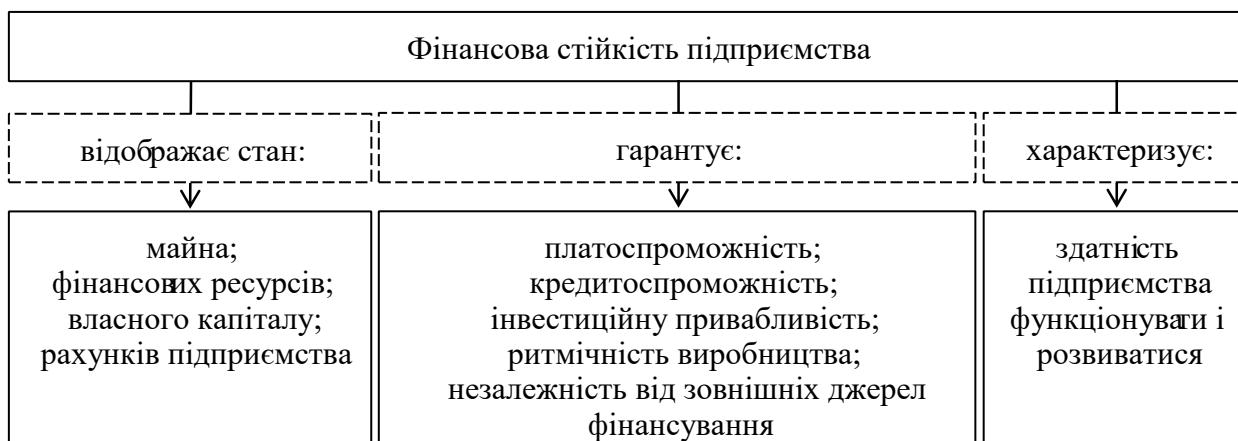 Фінансова стійкість підприємства
відображає стан:
гарантує:
характеризує:
майна;
фінансових ресурсів;
власного капіталу;
рахунків підприємства
платоспроможність;
кредитоспроможність;
інвестиційну привабливість;
ритмічність виробництва;
незалежність від зовнішніх джерел
фінансування
здатність
підприємства
функціонувати і
розвиватися